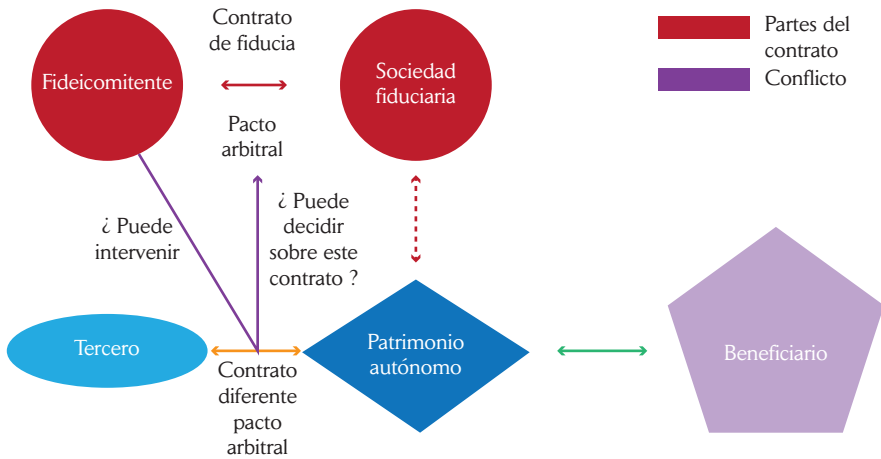 Contrato
de fiducia
Fideicomitente
Sociedad
fiduciaria
Partes del
contrato
Conflicto
Pacto
arbitral
¿ Puede
intervenir
¿ Puede
decidir
sobre este
contrato ?
Tercero
Contrato
diferente
pacto
arbitral
Patrimonio
autónomo
Beneficiario